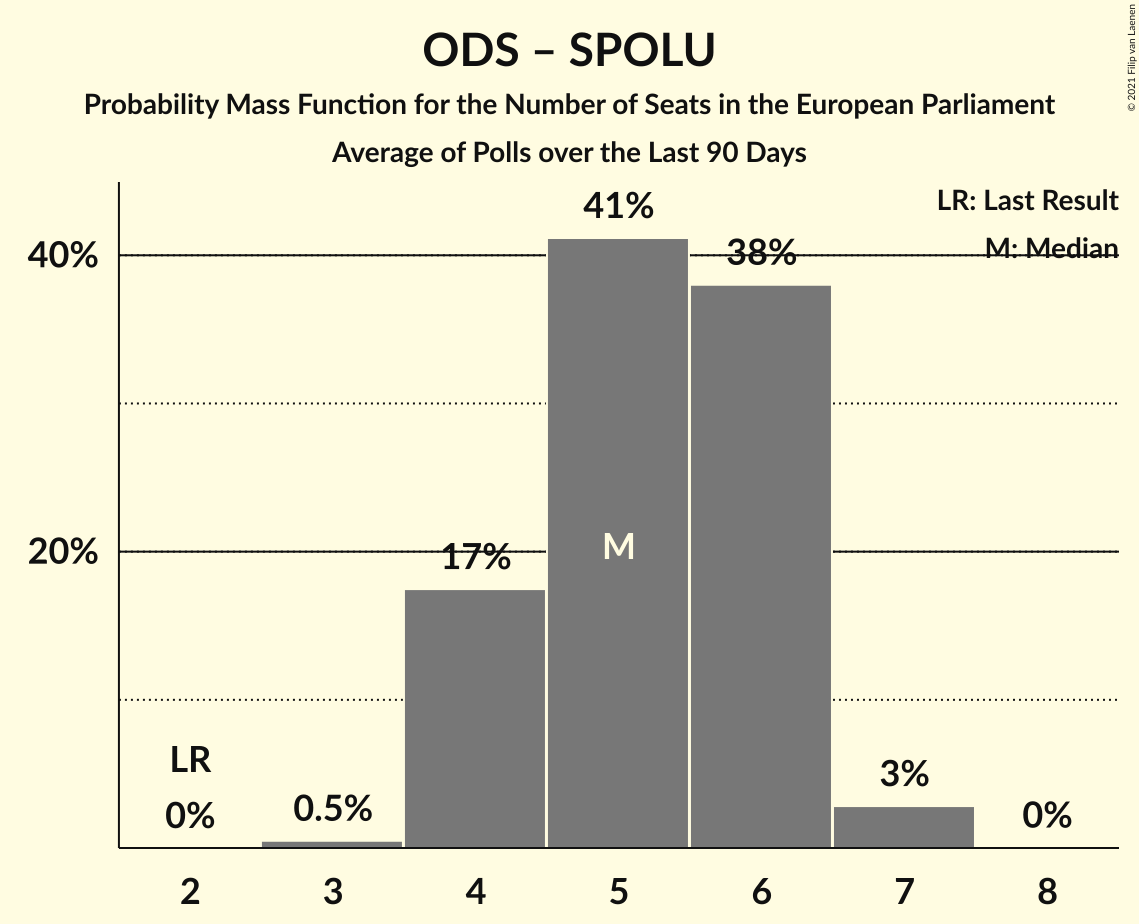 ODS – SPOLU
Probability Mass Function for the Number of Seats in the European Parliament
Average of Polls over the Last 90 Days
© 2021 Filip van Laenen
LR: Last Result
M: Median
41%
38%
40%
17%
20%
M
LR
0%
0.5%
3%
0%
2 3 4 5 6 7 8